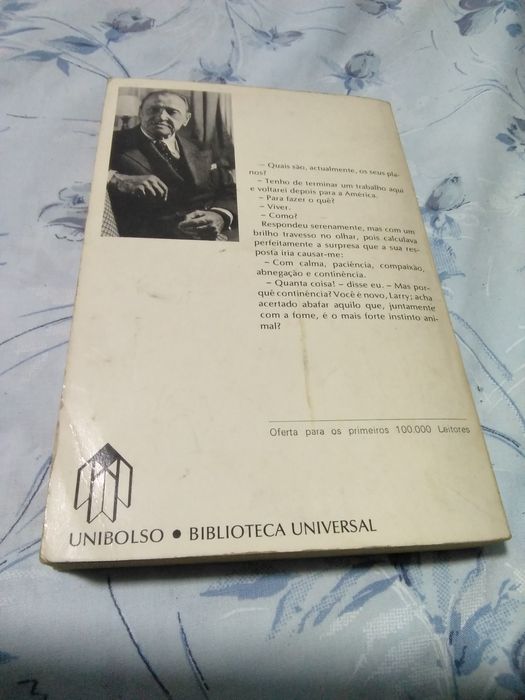 – Quais são, actualmente, os seus pla-
nos?
– Tenho de terminar um trabalho aqui
e voltarei depois para a América.
– Para fazer o quê?
– Viver.
– Como?
Respondeu serenamente, mas com um
brilho travesso no olhar, pois calculava
perfeitamente a surpresa que a sua res-
posta iria causar-me:
– Com calma, paciência, compaixão,
abnegação e continência.
– Quanta coisa! – disse eu. – Mas por-
quê continência? Você é novo, Larry; acha
acertado abafar aquilo que, juntamente
com a fome, é o mais forte instinto ani-
mal?
Oferta para os primeiros 100.000 Leitores
UNIBOLSO • BIBLIOTECA UNIVERSAL